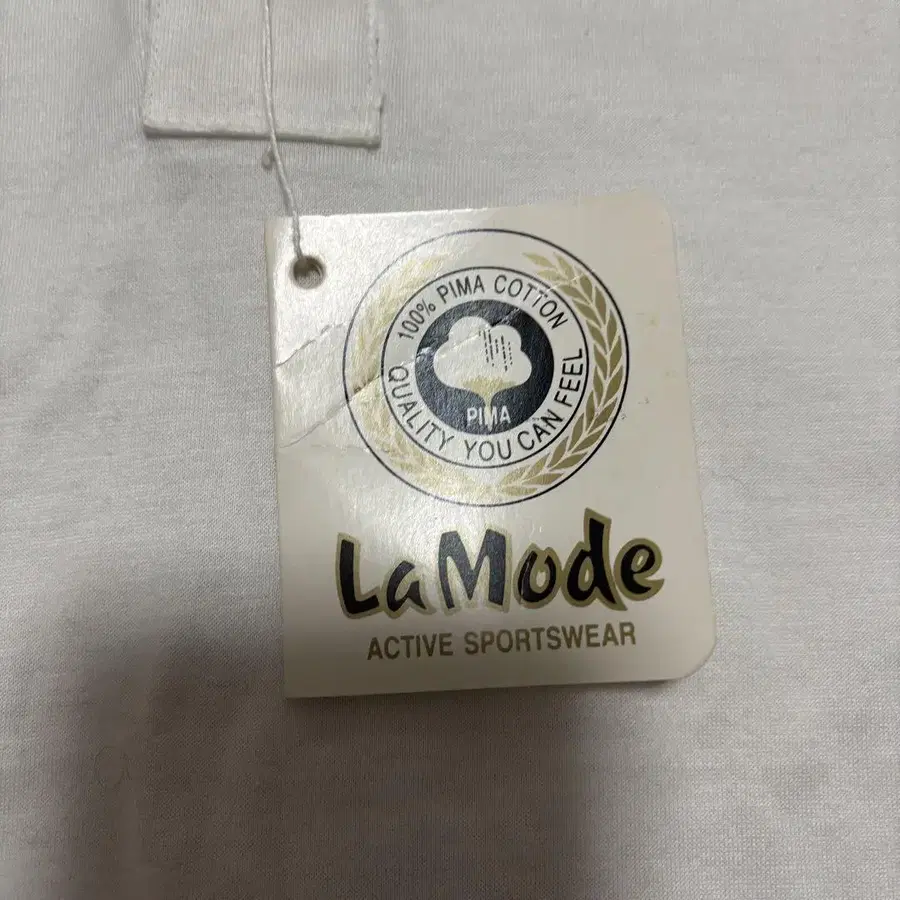 100% PIMA COTTON
PIMA
QUALITY YOU CAN FEEL
LaMode
ACTIVE SPORTSWEAR